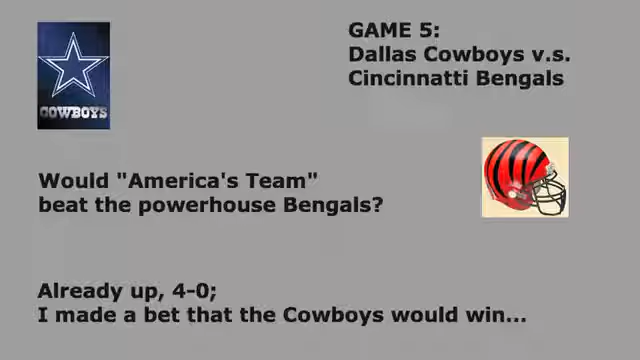 GAME 5:
Dallas Cowboys v.s.
Cincinnatti Bengals
COWBOYS
Would "America's Team"
beat the powerhouse Bengals?
Already up, 4-0;
I made a bet that the Cowboys would win...